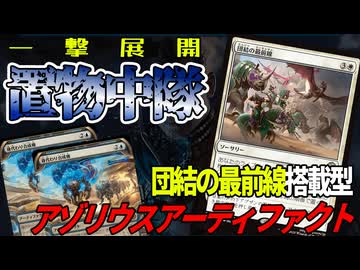 一撃展開
置物中隊
団結の最前線
ソーサリー
団結の最前線搭載型
アゾリウスアーティファクト